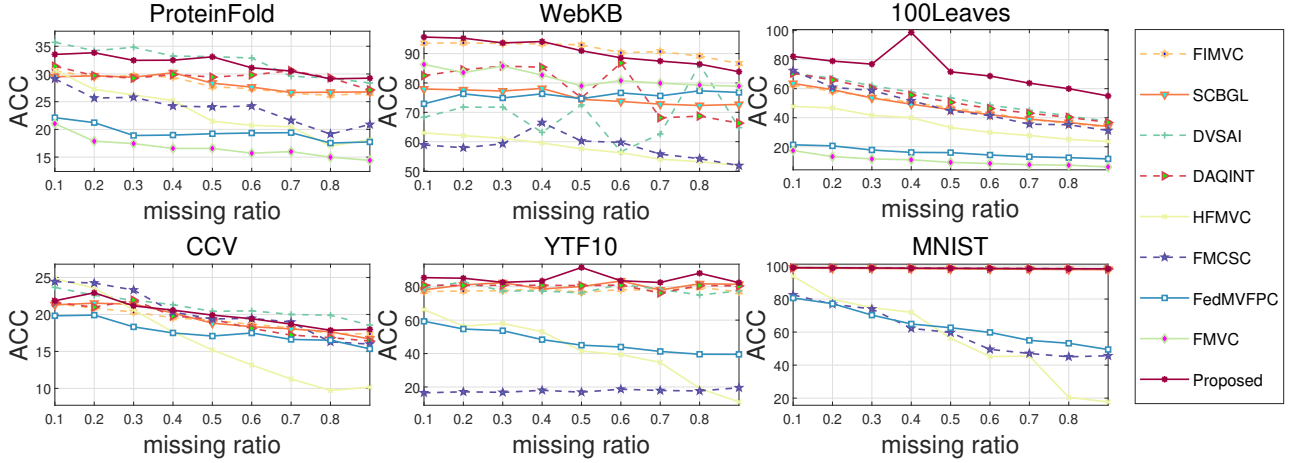 ProteinFold
ACC
35
30
25
20
15
0.1 0.2 0.3 0.4 0.5 0.6 0.7 0.8
missing ratio
WebKB
ACC
90
80
70
60
50
0.1 0.2 0.3 0.4 0.5 0.6 0.7 0.8
missing ratio
100Leaves
ACC
100
80
60
40
20
0.1 0.2 0.3 0.4 0.5 0.6 0.7 0.8
missing ratio
CCV
ACC
25
20
15
10
0.1 0.2 0.3 0.4 0.5 0.6 0.7 0.8
missing ratio
YTF10
ACC
80
60
40
20
0.1 0.2 0.3 0.4 0.5 0.6 0.7 0.8
missing ratio
MNIST
ACC
100
80
60
40
20
0.1 0.2 0.3 0.4 0.5 0.6 0.7 0.8
missing ratio
FIMVC
SCBGL
DVSAI
DAQINT
HFMVC
FMCSC
FedMVFPC
FMVC
Proposed